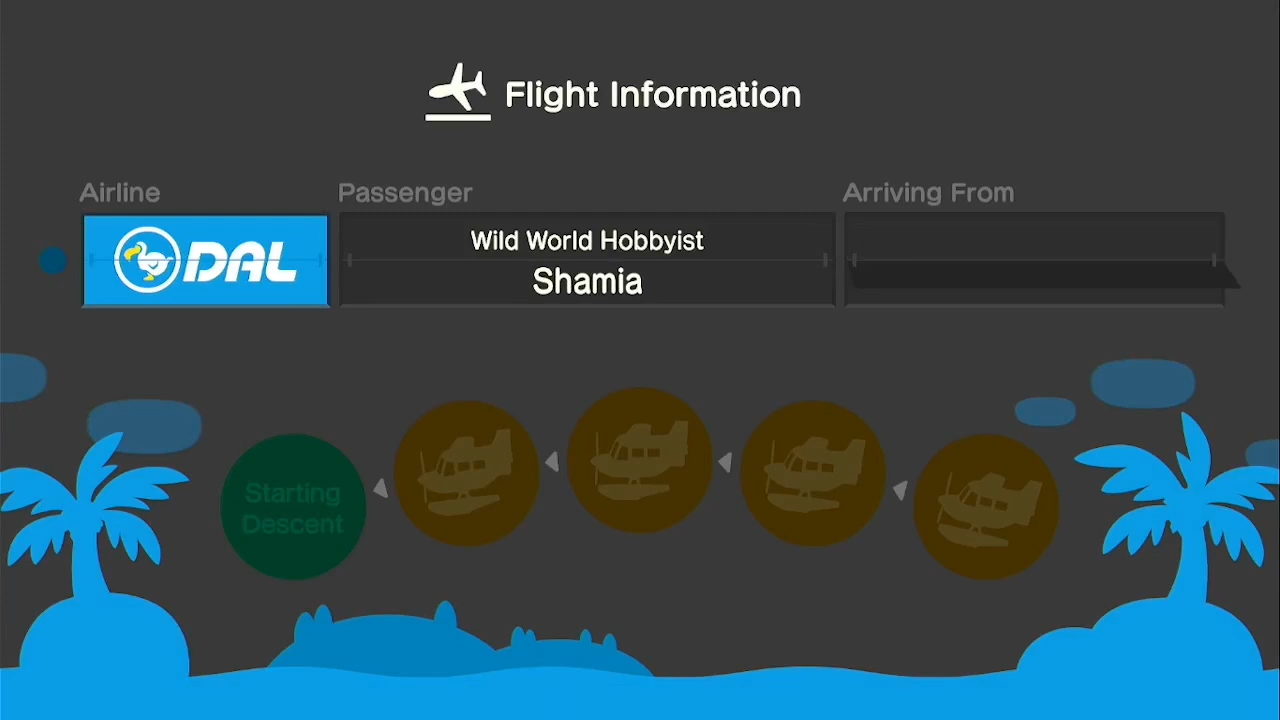 Flight Information
Airline
Passenger
Arriving From
DAL
Wild World Hobbyist
Shamia
Starting
Descent